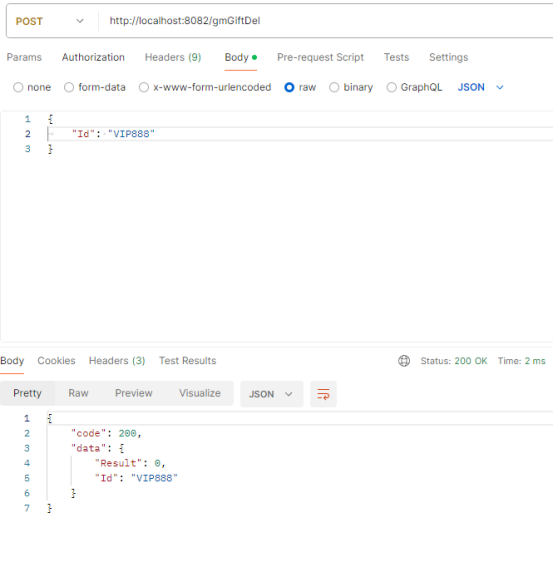 POST http://localhost:8082/gmGiftDel
Params Authorization Headers (9) Body Pre-request Script Tests Settings
none form-data x-www-form-urlencoded raw binary GraphQL JSON
1 {
2 "Id": "VIP888"
3 }
Body Cookies Headers (3) Test Results Status: 200 OK Time: 2 ms
Pretty Raw Preview Visualize JSON
1 {
2 "code": 200,
3 "data": {
4 "Result": 0,
5 "Id": "VIP888"
6 }
7 }